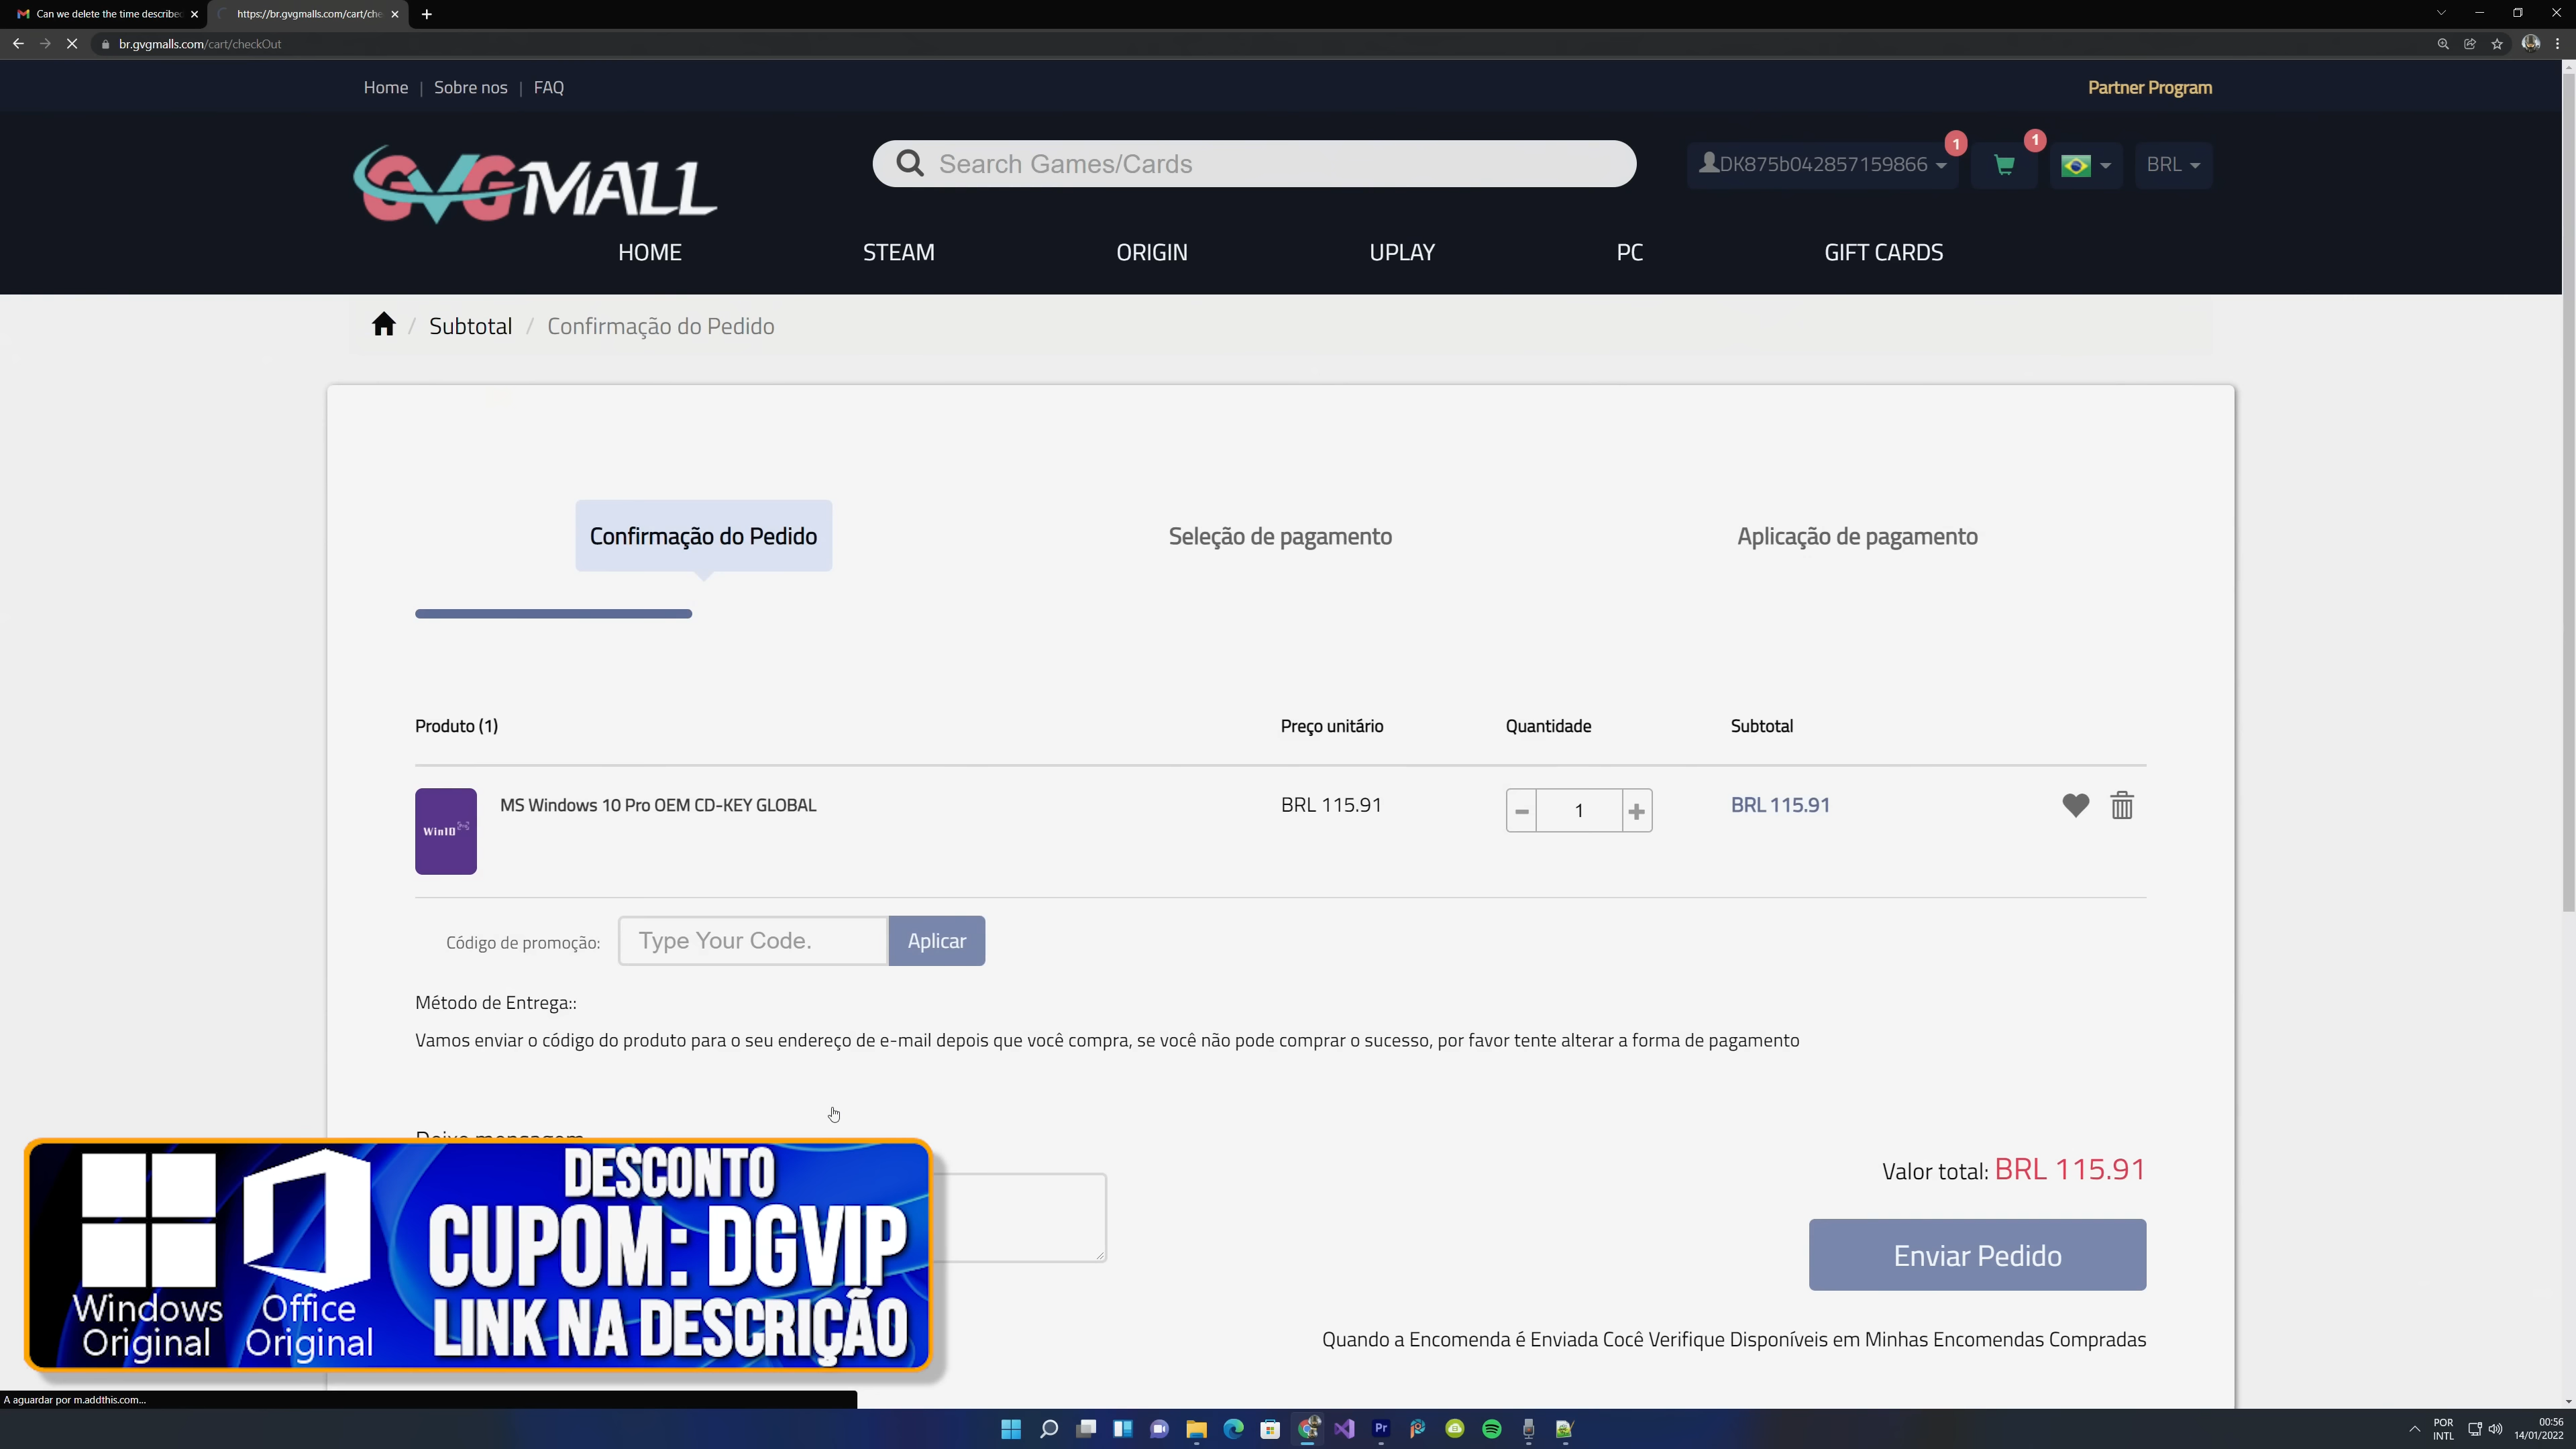 Can we delete the time describe
https://br.gvgmalls.com/cart/che
br.gvgmalls.com/cart/checkOut
Home | Sobre nos | FAQ
Partner Program
GVGMALL
Search Games/Cards
DK875b042857159866
1
1
BRL
HOME
STEAM
ORIGIN
UPLAY
PC
GIFT CARDS
/ Subtotal / Confirmação do Pedido
Confirmação do Pedido
Seleção de pagamento
Aplicação de pagamento
Produto (1)
Preço unitário
Quantidade
Subtotal
Win10
MS Windows 10 Pro OEM CD-KEY GLOBAL
BRL 115.91
1
BRL 115.91
Código de promoção:
Type Your Code.
Aplicar
Método de Entrega::
Vamos enviar o código do produto para o seu endereço de e-mail depois que você compra, se você não pode comprar o sucesso, por favor tente alterar a forma de pagamento
Valor total: BRL 115.91
Enviar Pedido
Quando a Encomenda é Enviada Cocê Verifique Disponíveis em Minhas Encomendas Compradas
Windows
Original
Office
Original
DESCONTO
CUPOM: DGVIP
LINK NA DESCRIÇÃO
A aguardar por m.addthis.com...
Pr
POR
INTL
00:56
14/01/2022